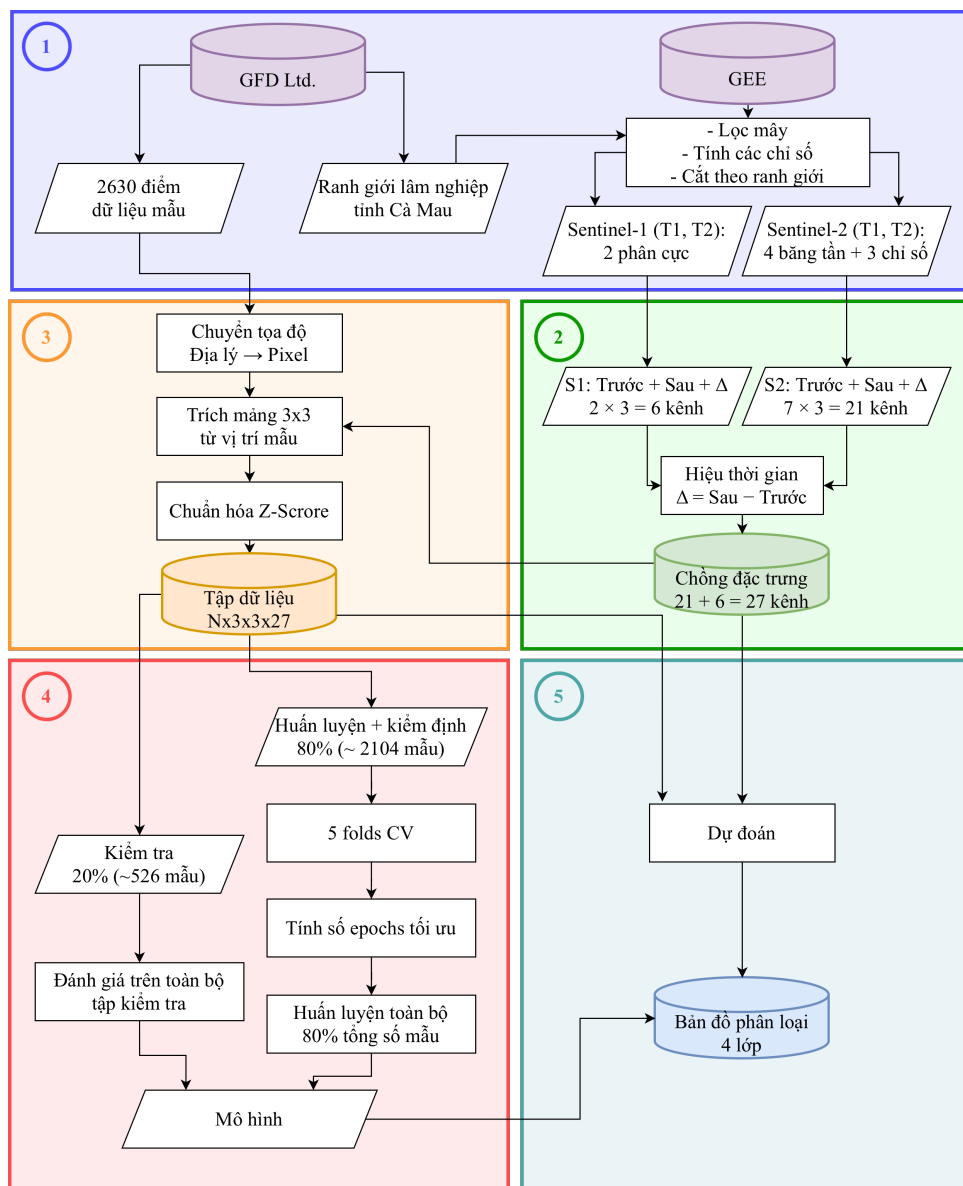 1
GFD Ltd.
GEE
- Lọc mây
- Tính các chỉ số
- Cắt theo ranh giới
2630 điểm
dữ liệu mẫu
Ranh giới lâm nghiệp
tỉnh Cà Mau
Sentinel-1 (T1, T2):
2 phân cực
Sentinel-2 (T1, T2):
4 băng tần + 3 chỉ số
3
Chuyển tọa độ
Địa lý → Pixel
Trích mảng 3x3
từ vị trí mẫu
Chuẩn hóa Z-Scrore
Tập dữ liệu
Nx3x3x27
2
S1: Trước + Sau + Δ
2 × 3 = 6 kênh
S2: Trước + Sau + Δ
7 × 3 = 21 kênh
Hiệu thời gian
Δ = Sau − Trước
Chồng đặc trưng
21 + 6 = 27 kênh
4
Huấn luyện + kiểm định
80% (~ 2104 mẫu)
5 folds CV
Kiểm tra
20% (~526 mẫu)
Tính số epochs tối ưu
Đánh giá trên toàn bộ
tập kiểm tra
Huấn luyện toàn bộ
80% tổng số mẫu
Mô hình
5
Dự đoán
Bản đồ phân loại
4 lớp